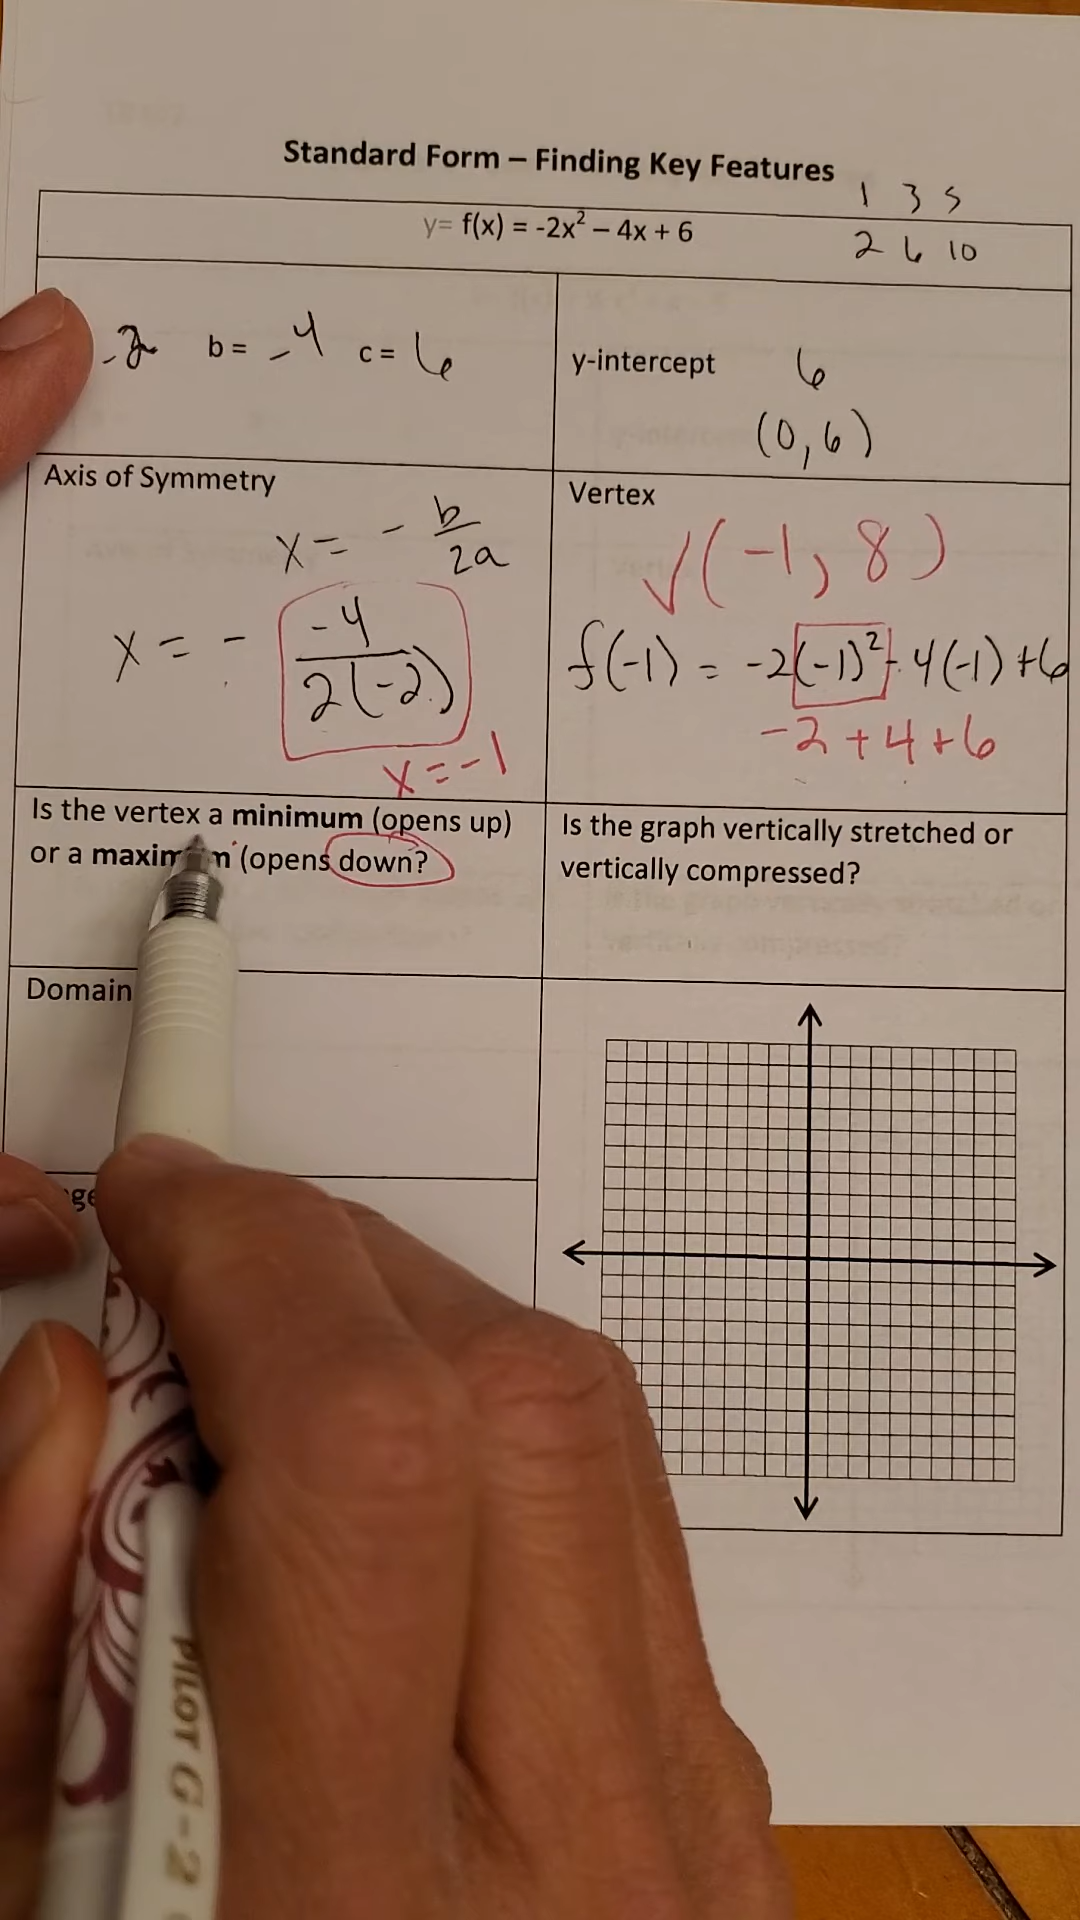 Standard Form – Finding Key Features
1 3 5
y= f(x) = -2x² – 4x + 6
2 6 10
-2 b = -4 c = 6
y-intercept 6
(0, 6)
Axis of Symmetry
x = - b/2a
x = - -4/2(-2)
x = -1
Vertex
√(-1, 8)
f(-1) = -2(-1)² - 4(-1) + 6
-2 + 4 + 6
Is the vertex a minimum (opens up)
or a (opens down?
Is the graph vertically stretched or
vertically compressed?
Domain
PILOT G-2